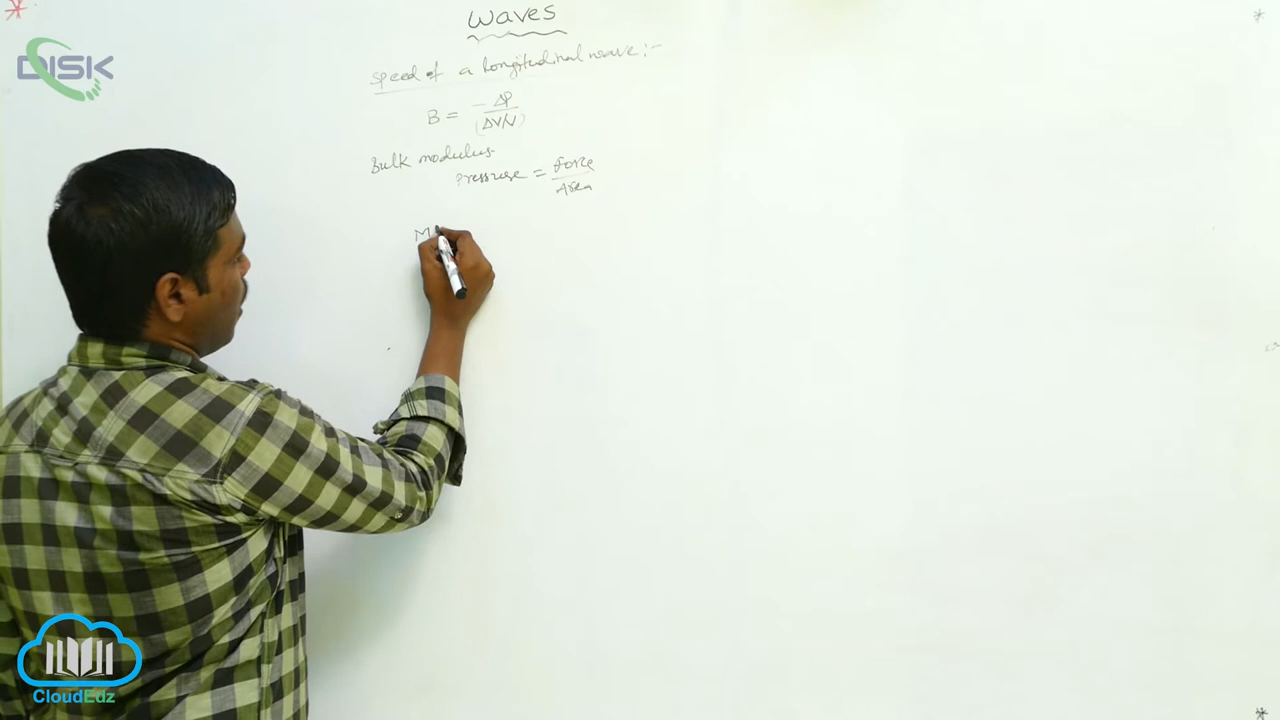 Waves
DISK
speed of a longitudinal wave :-
B = -ΔP / (ΔV/V)
Bulk modulus
Pressure = force / Area
M
CloudEdz